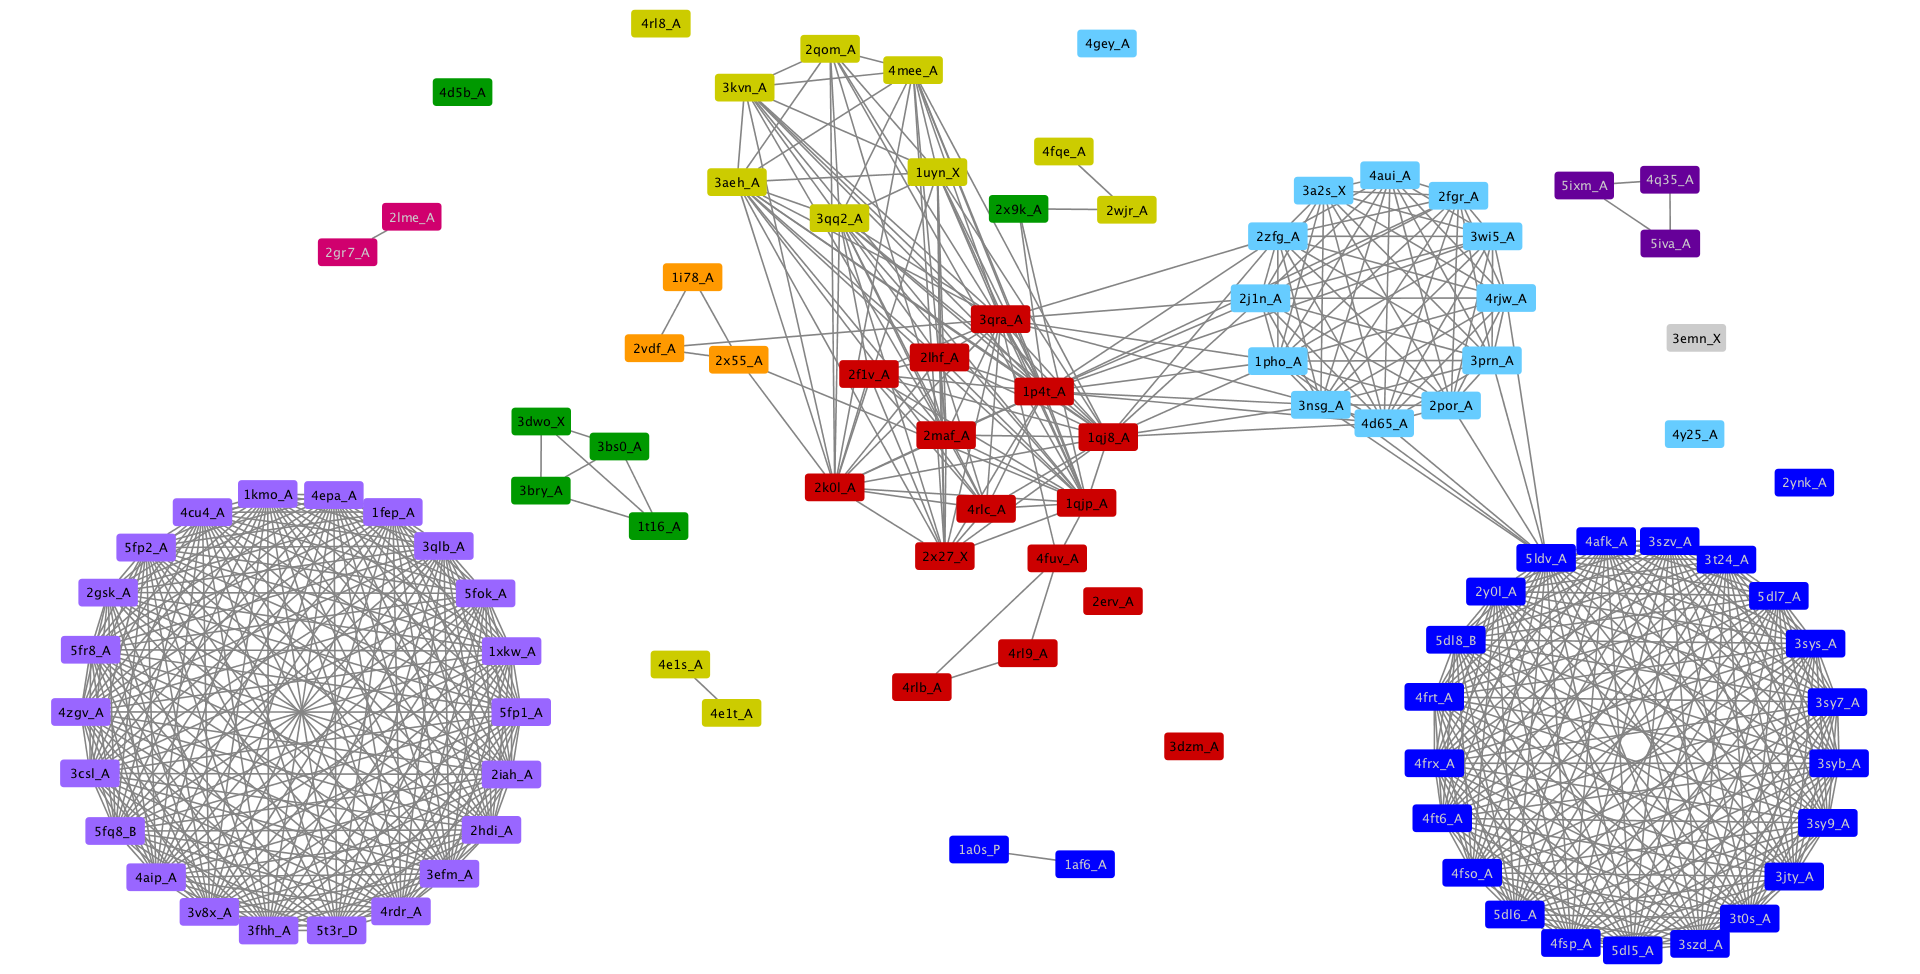 4rl8_A
2qom_A
4gey_A
4mee_A
3kvn_A
4d5b_A
4fqe_A
1uyn_X
4aui_A
4q35_A
3aeh_A
5ixm_A
3a2s_X
2fgr_A
2x9k_A
2wjr_A
2lme_A
3qq2_A
2zfg_A
3wi5_A
5iva_A
2gr7_A
1i78_A
2j1n_A
4rjw_A
3qra_A
3emn_X
2vdf_A
2x55_A
2lhf_A
1pho_A
3prn_A
2f1v_A
1p4t_A
3nsg_A
2por_A
3dwo_X
4d65_A
3bs0_A
2maf_A
1qj8_A
4y25_A
3bry_A
2k0l_A
2ynk_A
1kmo_A
4epa_A
4cu4_A
1fep_A
4rlc_A
1qjp_A
1t16_A
5fp2_A
3qlb_A
2x27_X
4fuv_A
5ldv_A
4afk_A
3szv_A
3t24_A
2gsk_A
5fok_A
2erv_A
2y0l_A
5dl7_A
5fr8_A
1xkw_A
4e1s_A
4rl9_A
5dl8_B
3sys_A
4rlb_A
4zgv_A
5fp1_A
4e1t_A
4frt_A
3sy7_A
3dzm_A
3csl_A
2iah_A
4frx_A
3syb_A
5fq8_B
2hdi_A
4ft6_A
3sy9_A
1a0s_P
1af6_A
4aip_A
3efm_A
4fso_A
3jty_A
3v8x_A
4rdr_A
5dl6_A
3t0s_A
3fhh_A
5t3r_D
4fsp_A
5dl5_A
3szd_A